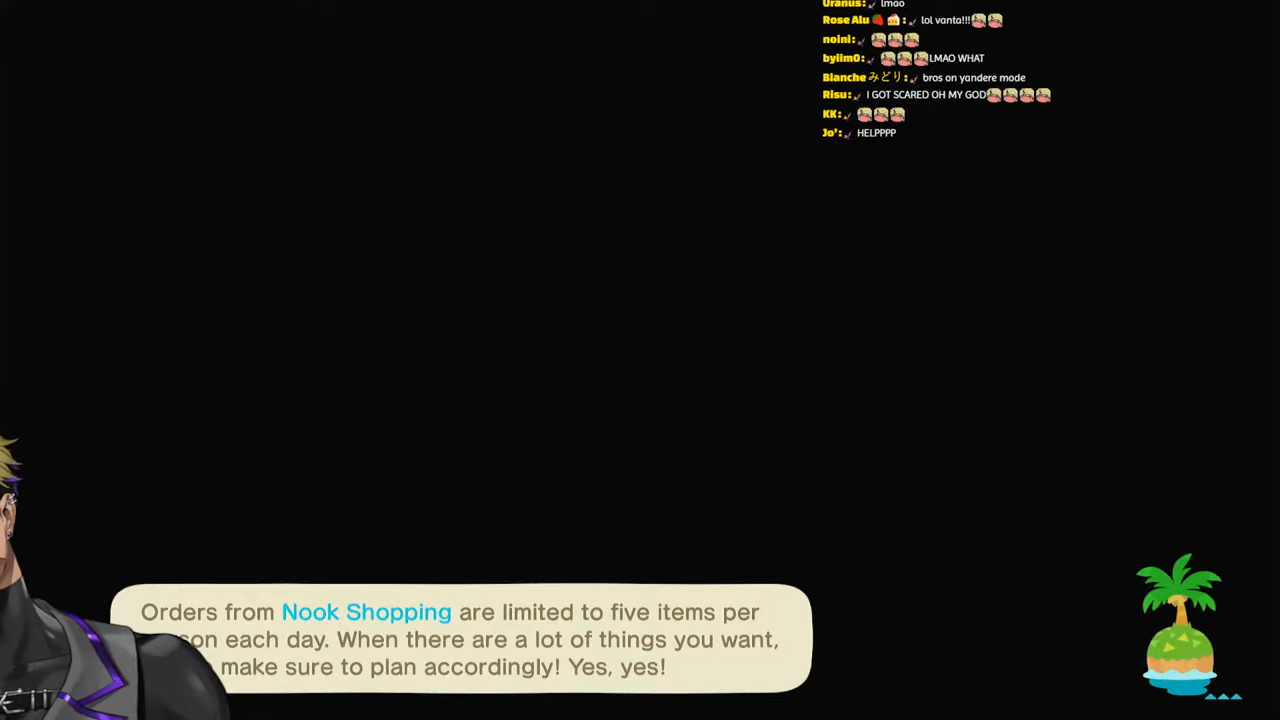 Uranus: lmao
Rose Alu 🍓 🍰 : lol vanta!!!
noini:
bylim0: LMAO WHAT
Blanche みどり: bros on yandere mode
Risu: I GOT SCARED OH MY GOD
KK:
Jo': HELPPPP
Orders from Nook Shopping are limited to five items per
son each day. When there are a lot of things you want,
make sure to plan accordingly! Yes, yes!